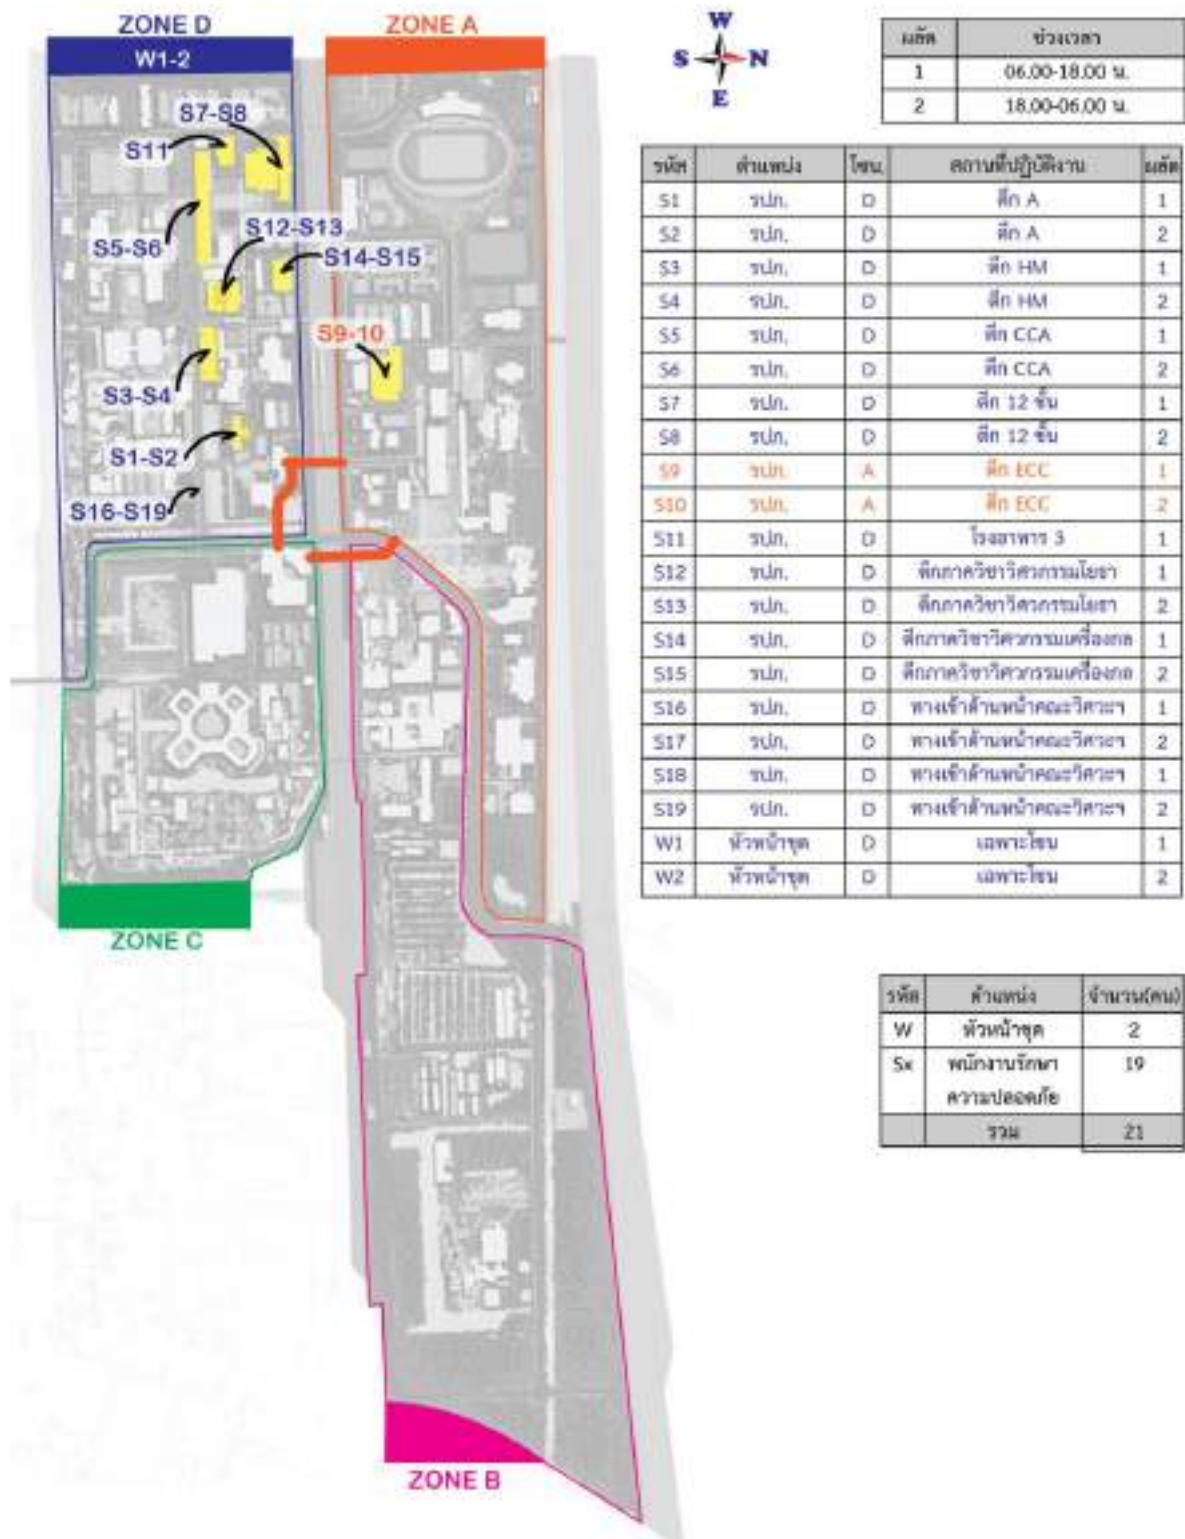 ZONE D
ZONE A
W1-2
S7-S8
S11
S5-S6
S12-S13
S14-S15
S9-10
S3-S4
S1-S2
S16-S19
ZONE C
ZONE B
W
S N
E
ผลัด ช่วงเวลา
1 06.00-18.00 น.
2 18.00-06.00 น.
รหัส ตำแหน่ง โซน สถานที่ปฏิบัติงาน ผลัด
S1 รปภ. D ตึก A 1
S2 รปภ. D ตึก A 2
S3 รปภ. D ตึก HM 1
S4 รปภ. D ตึก HM 2
S5 รปภ. D ตึก CCA 1
S6 รปภ. D ตึก CCA 2
S7 รปภ. D ตึก 12 ชั้น 1
S8 รปภ. D ตึก 12 ชั้น 2
S9 รปภ. A ตึก ECC 1
S10 รปภ. A ตึก ECC 2
S11 รปภ. D โรงอาหาร 3 1
S12 รปภ. D ตึกภาควิชาวิศวกรรมโยธา 1
S13 รปภ. D ตึกภาควิชาวิศวกรรมโยธา 2
S14 รปภ. D ตึกภาควิชาวิศวกรรมเครื่องกล 1
S15 รปภ. D ตึกภาควิชาวิศวกรรมเครื่องกล 2
S16 รปภ. D ทางเข้าด้านหน้าคณะวิศวะฯ 1
S17 รปภ. D ทางเข้าด้านหน้าคณะวิศวะฯ 2
S18 รปภ. D ทางเข้าด้านหน้าคณะวิศวะฯ 1
S19 รปภ. D ทางเข้าด้านหน้าคณะวิศวะฯ 2
W1 หัวหน้าชุด D เฉพาะโซน 1
W2 หัวหน้าชุด D เฉพาะโซน 2
รหัส ตำแหน่ง จำนวน(คน)
W หัวหน้าชุด 2
Sx พนักงานรักษา 19
ความปลอดภัย
รวม 21